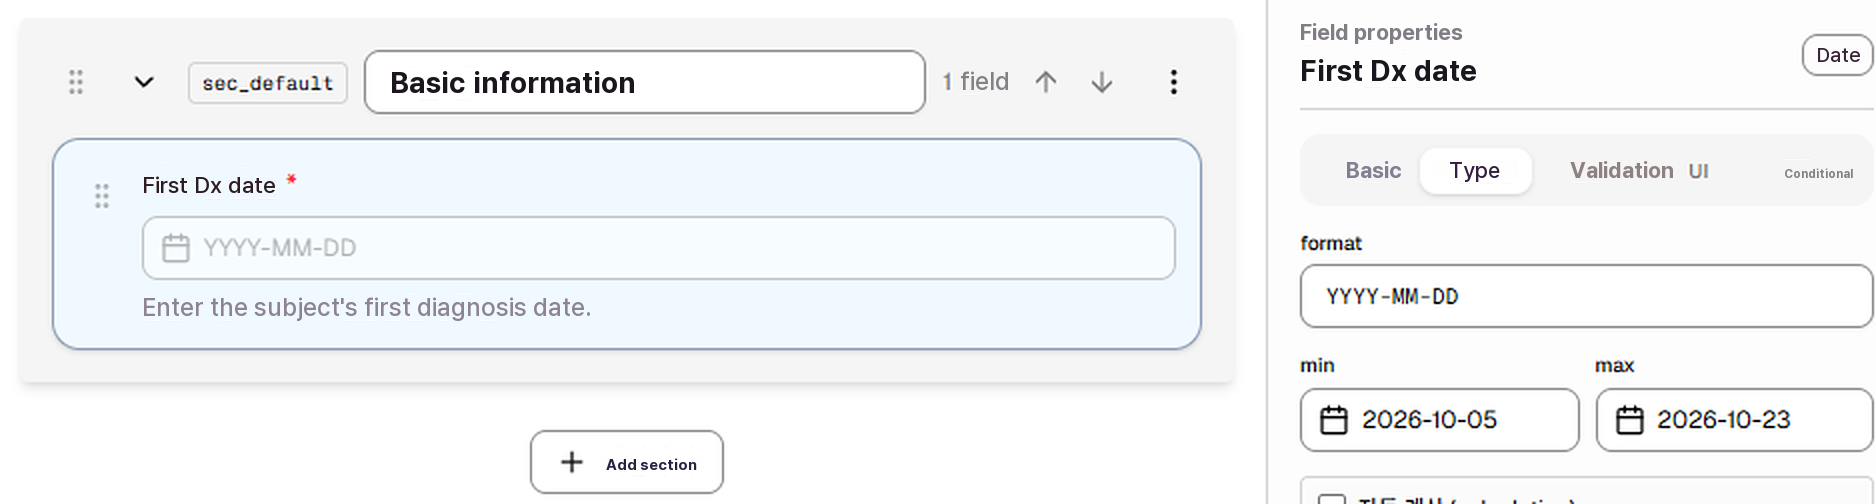 sec_default
Basic information
1 field
First Dx date *
YYYY-MM-DD
Enter the subject's first diagnosis date.
Add section
Field properties
First Dx date
Date
Basic
Type
Validation
UI
Conditional
format
YYYY-MM-DD
min
max
2026-10-05
2026-10-23